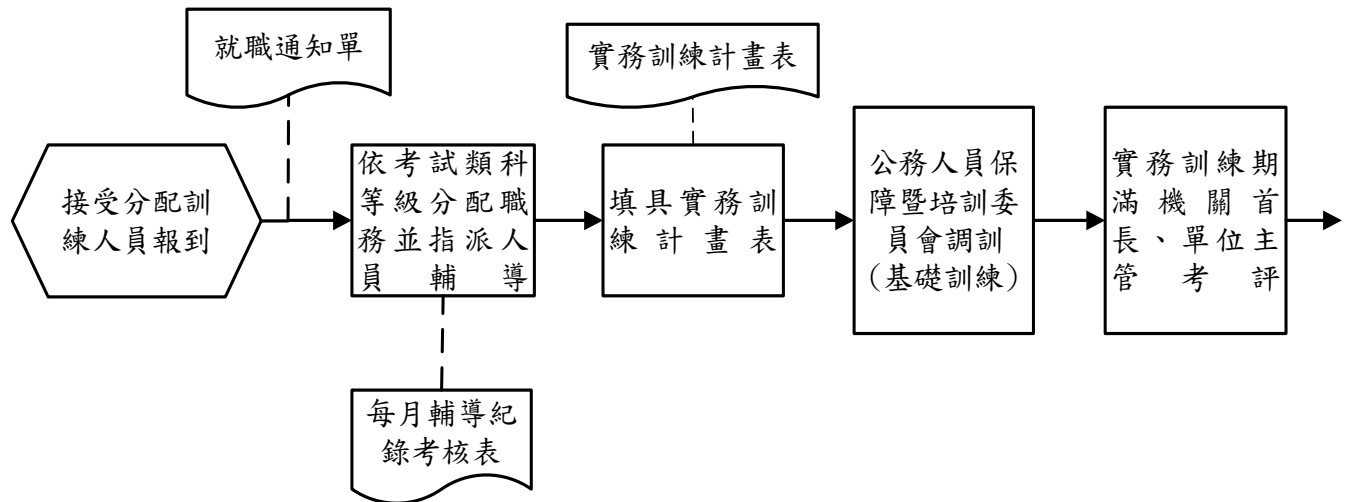 就職通知單
實務訓練計畫表
接受分配訓
練人員報到
依考試類科
等級分配職
務並指派人
員輔導
填具實務訓
練計畫表
公務人員保
障暨培訓委
員會調訓
(基礎訓練)
實務訓練期
滿機關首
長、單位主
管考評
每月輔導紀
錄考核表